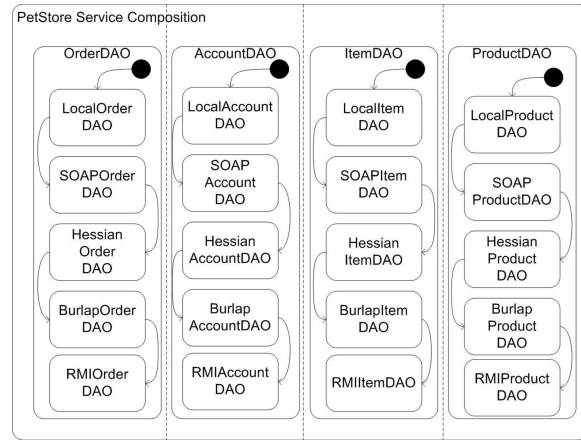 PetStore Service Composition
OrderDAO
LocalOrder
DAO
SOAPOrder
DAO
Hessian
Order
DAO
BurlapOrder
DAO
RMIOrder
DAO
AccountDAO
LocalAccount
DAO
SOAP
Account
DAO
Hessian
AccountDAO
Burlap
AccountDAO
RMIAccount
DAO
ItemDAO
LocalItem
DAO
SOAPItem
DAO
Hessian
ItemDAO
BurlapItem
DAO
RMIItemDAO
ProductDAO
LocalProduct
DAO
SOAP
ProductDAO
Hessian
Product
DAO
Burlap
Product
DAO
RMIProduct
DAO